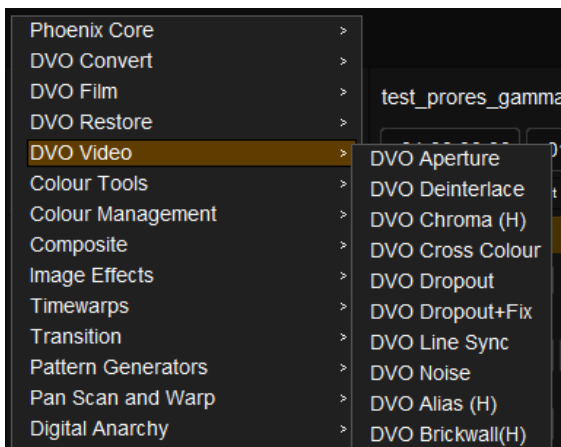 Phoenix Core >
DVO Convert >
DVO Film >
DVO Restore >
DVO Video >
Colour Tools >
Colour Management >
Composite >
Image Effects >
Timewarps >
Transition >
Pattern Generators >
Pan Scan and Warp >
Digital Anarchy >
test_prores_gamma
DVO Aperture
DVO Deinterlace
DVO Chroma (H)
DVO Cross Colour
DVO Dropout
DVO Dropout+Fix
DVO Line Sync
DVO Noise
DVO Alias (H)
DVO Brickwall(H)